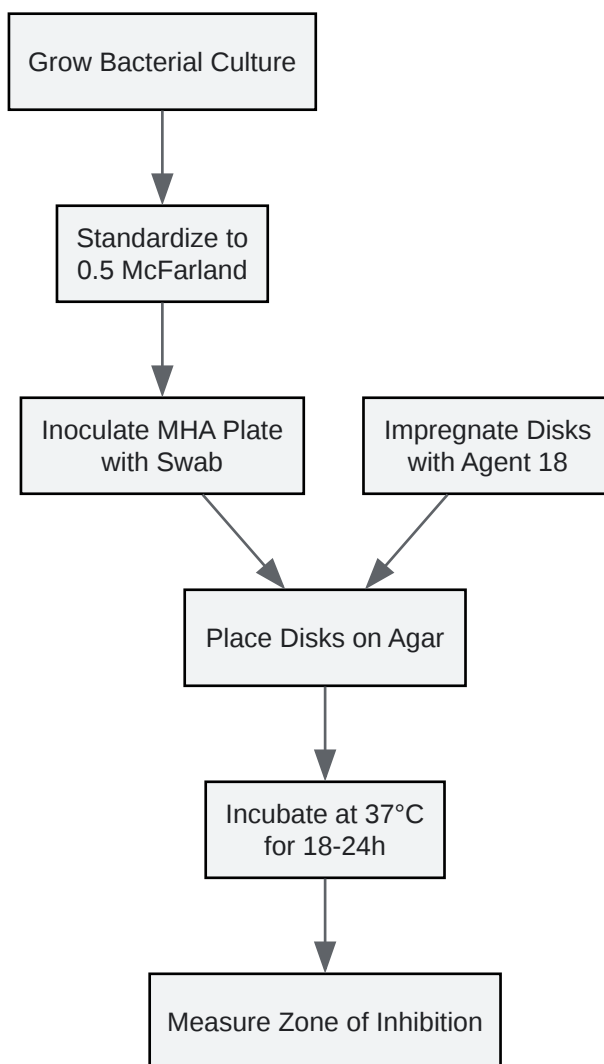 Grow Bacterial Culture
Standardize to
0.5 McFarland
Inoculate MHA Plate
with Swab
Impregnate Disks
with Agent 18
Place Disks on Agar
Incubate at 37°C
for 18-24h
Measure Zone of Inhibition